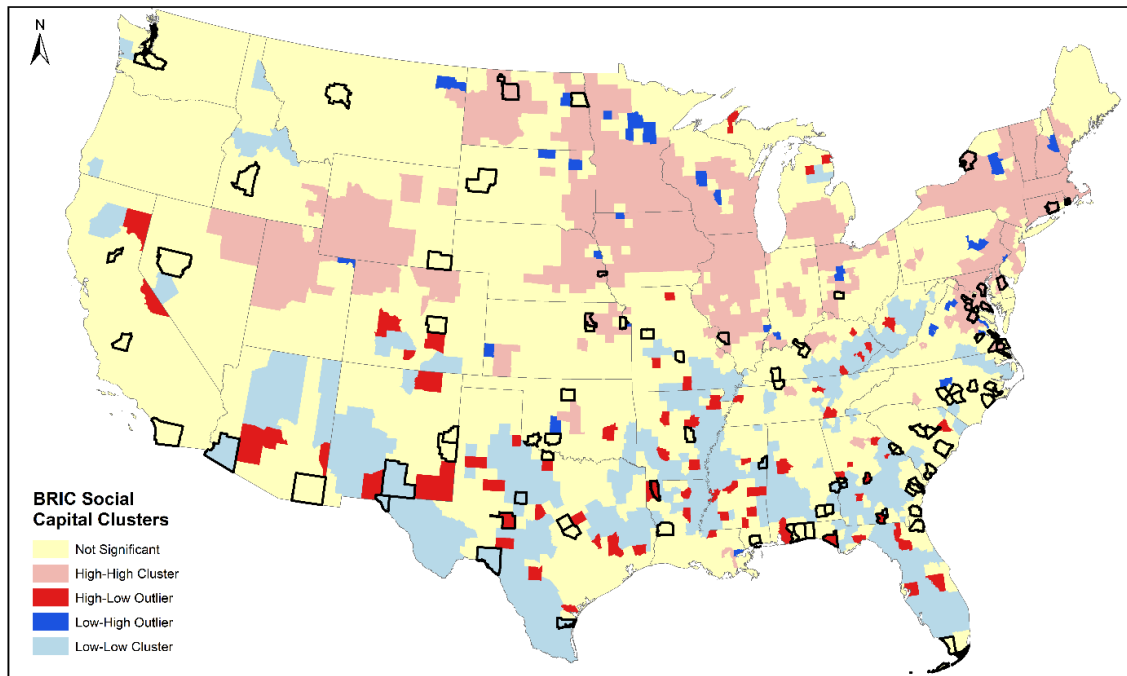 N
BRIC Social
Capital Clusters
Not Significant
High-High Cluster
High-Low Outlier
Low-High Outlier
Low-Low Cluster